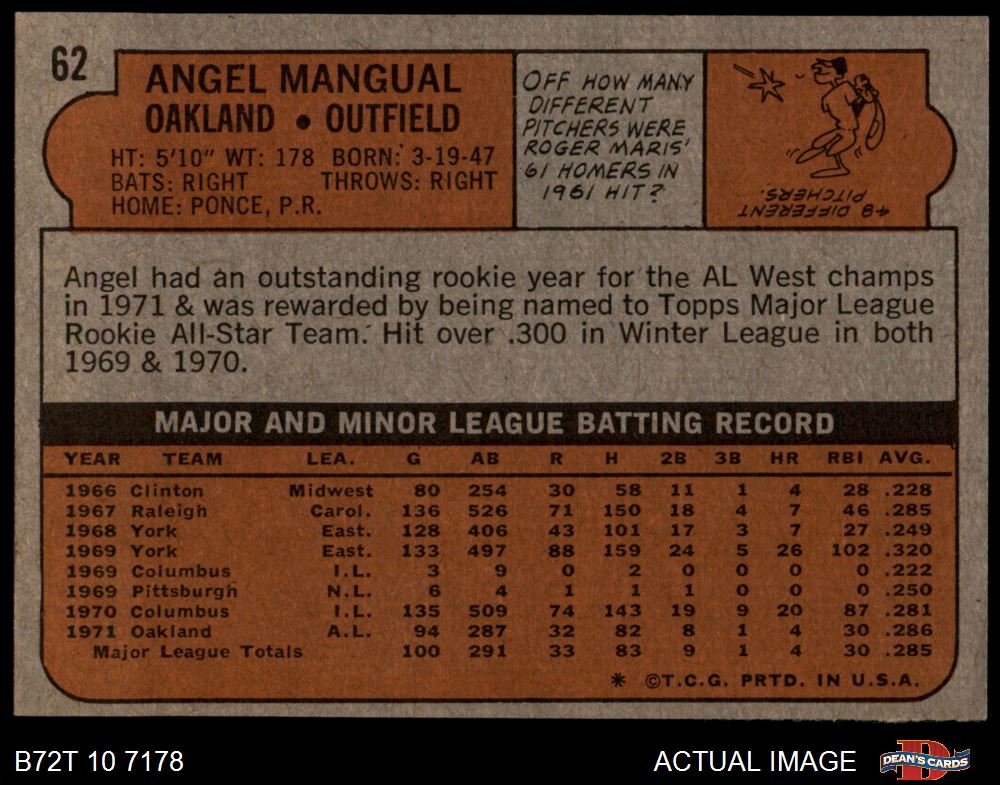 62
ANGEL MANGUAL
OAKLAND • OUTFIELD
HT: 5'10" WT: 178 BORN: 3-19-47
BATS: RIGHT THROWS: RIGHT
HOME: PONCE, P.R.
OFF HOW MANY
DIFFERENT
PITCHERS WERE
ROGER MARIS'
61 HOMERS IN
1961 HIT?
48 DIFFERENT
PITCHERS.
Angel had an outstanding rookie year for the AL West champs
in 1971 & was rewarded by being named to Topps Major League
Rookie All-Star Team. Hit over .300 in Winter League in both
1969 & 1970.
MAJOR AND MINOR LEAGUE BATTING RECORD
YEAR TEAM LEA. G AB R H 2B 3B HR RBI AVG.
1966 Clinton Midwest 80 254 30 58 11 1 4 28 .228
1967 Raleigh Carol. 136 526 71 150 18 4 7 46 .285
1968 York East. 128 406 43 101 17 3 7 27 .249
1969 York East. 133 497 88 159 24 5 26 102 .320
1969 Columbus I.L. 3 9 0 2 0 0 0 0 .222
1969 Pittsburgh N.L. 6 4 1 1 1 0 0 0 .250
1970 Columbus I.L. 135 509 74 143 19 9 20 87 .281
1971 Oakland A.L. 94 287 32 82 8 1 4 30 .286
Major League Totals 100 291 33 83 9 1 4 30 .285
* ©T.C.G. PRTD. IN U.S.A.
B72T 10 7178
ACTUAL IMAGE
DEAN'S CARDS